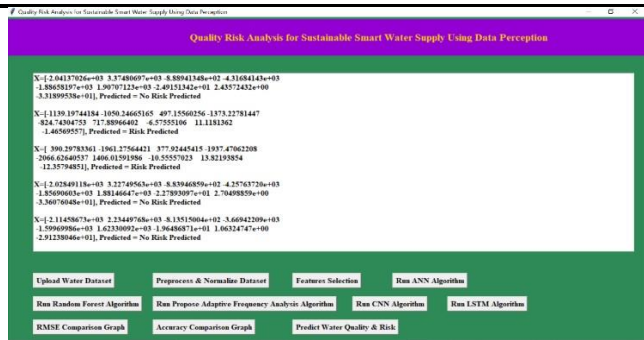 Quality Risk Analysis for Sustainable Smart Water Supply Using Data Perception
Quality Risk Analysis for Sustainable Smart Water Supply Using Data Perception
X=[-2.04137026e+03 3.37480697e+03 -8.88941348e+02 -4.31684143e+03
-1.88658197e+03 1.90707123e+03 -2.49151342e+01 2.43572432e+00
-3.31899538e+01], Predicted = No Risk Predicted
X=[-1139.19744184 -1050.24665165 497.15560256 -1373.22781447
-824.74304753 717.88966402 -6.57555106 11.1181362
-1.46569557], Predicted = Risk Predicted
X=[ 390.29783361 -1961.27564421 377.92445415 -1937.47062208
-2066.62640537 1406.01591986 -10.55557023 13.82193854
-12.35794851], Predicted = Risk Predicted
X=[-2.02849118e+03 3.22749563e+03 -8.83946859e+02 -4.25763720e+03
-1.85690603e+03 1.88146647e+03 -2.27893097e+01 2.70498859e+00
-3.36076048e+01], Predicted = No Risk Predicted
X=[-2.11458673e+03 2.23449768e+03 -8.13515004e+02 -3.66942209e+03
-1.59969986e+03 1.62330092e+03 -1.96486871e+01 1.06324747e+00
-2.91238046e+01], Predicted = No Risk Predicted
Upload Water Dataset Preprocess & Normalize Dataset Features Selection Run ANN Algorithm
Run Random Forest Algorithm Run Propose Adaptive Frequency Analysis Algorithm Run CNN Algorithm Run LSTM Algorithm
RMSE Comparison Graph Accuracy Comparison Graph Predict Water Quality & Risk